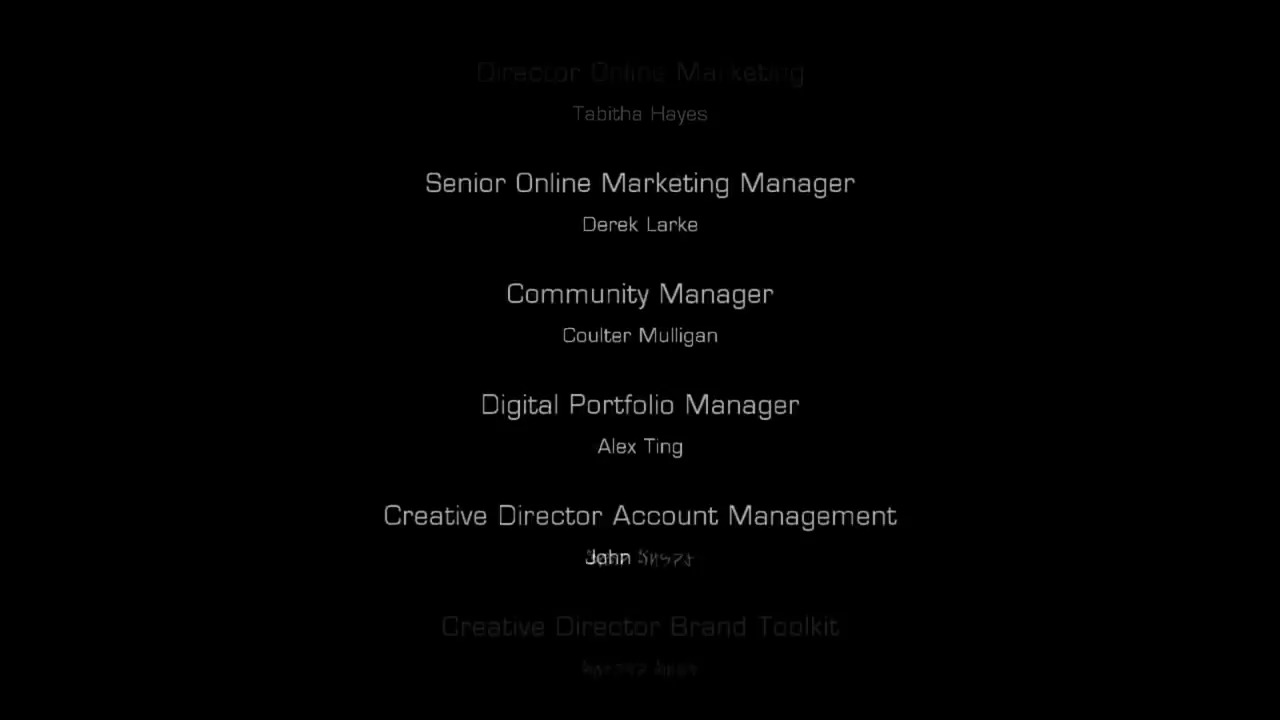 Director Online Marketing
Tabitha Hayes
Senior Online Marketing Manager
Derek Larke
Community Manager
Coulter Mulligan
Digital Portfolio Manager
Alex Ting
Creative Director Account Management
John
Creative Director Brand Toolkit